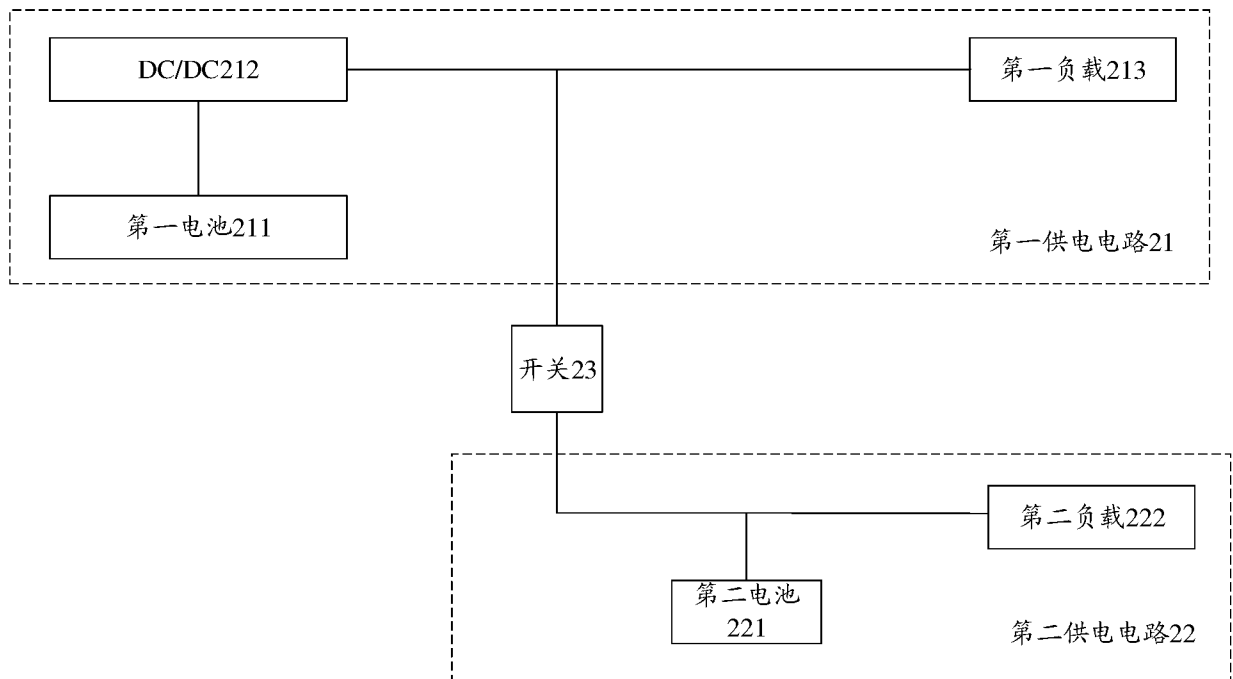 DC/DC212
第一负载213
第一电池211
第一供电电路21
开关23
第二负载222
第二电池
221
第二供电电路22